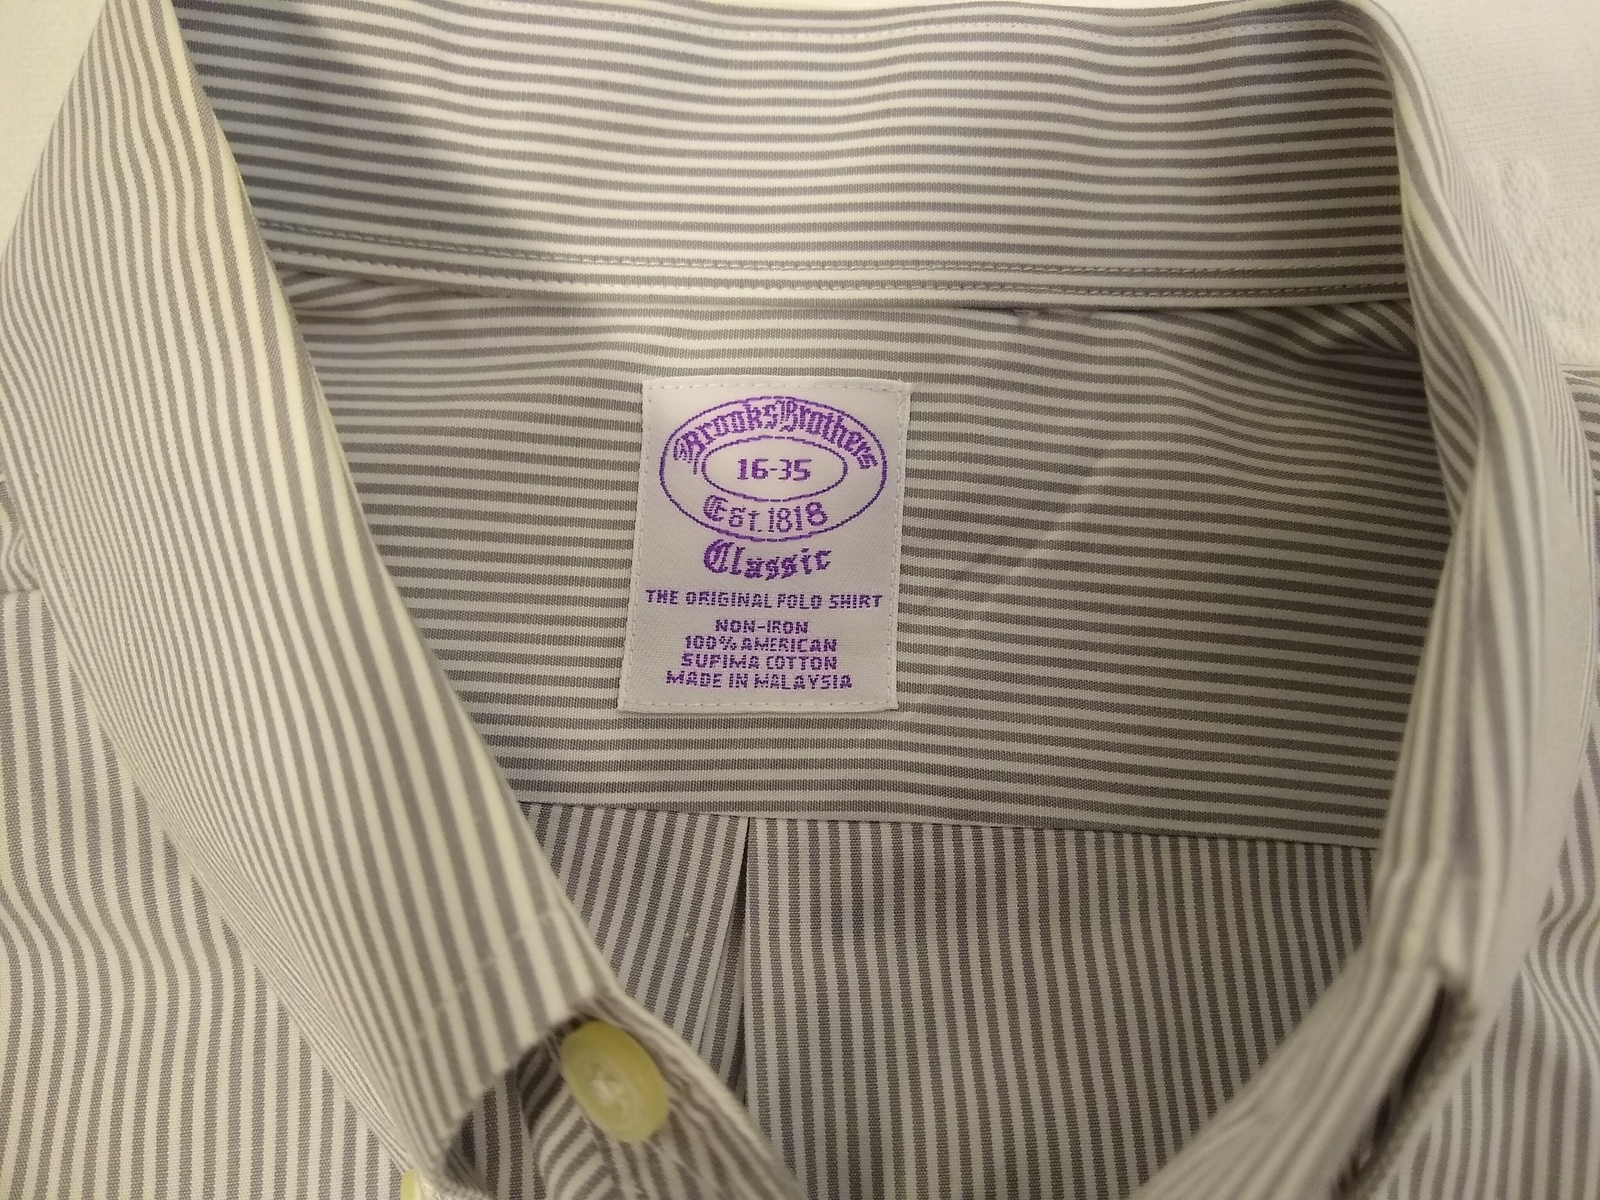 Brooks Brothers
16-35
Est. 1818
Classic
THE ORIGINAL POLO SHIRT
NON-IRON
100% AMERICAN
SUPIMA COTTON
MADE IN MALAYSIA